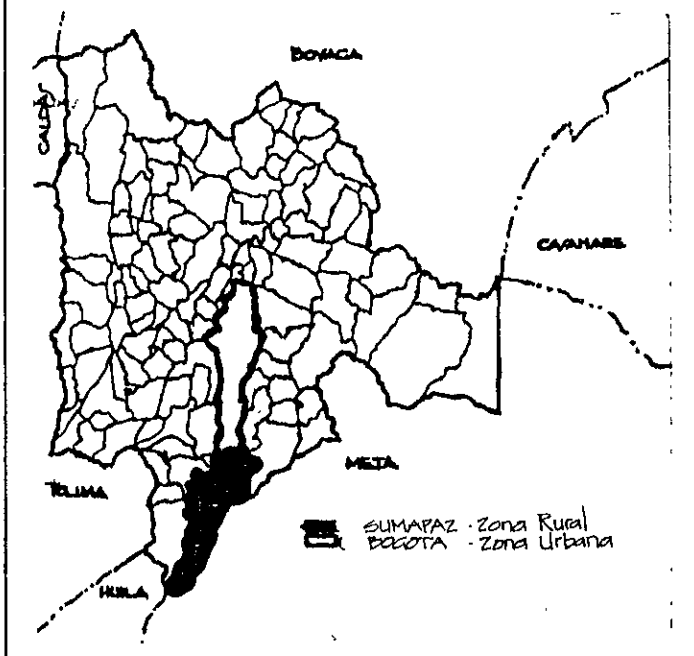 BOYACA
CALDAS
CASANARE
META
TOLIMA
SUMAPAZ - Zona Rural
BOGOTA - Zona Urbana
HUILA